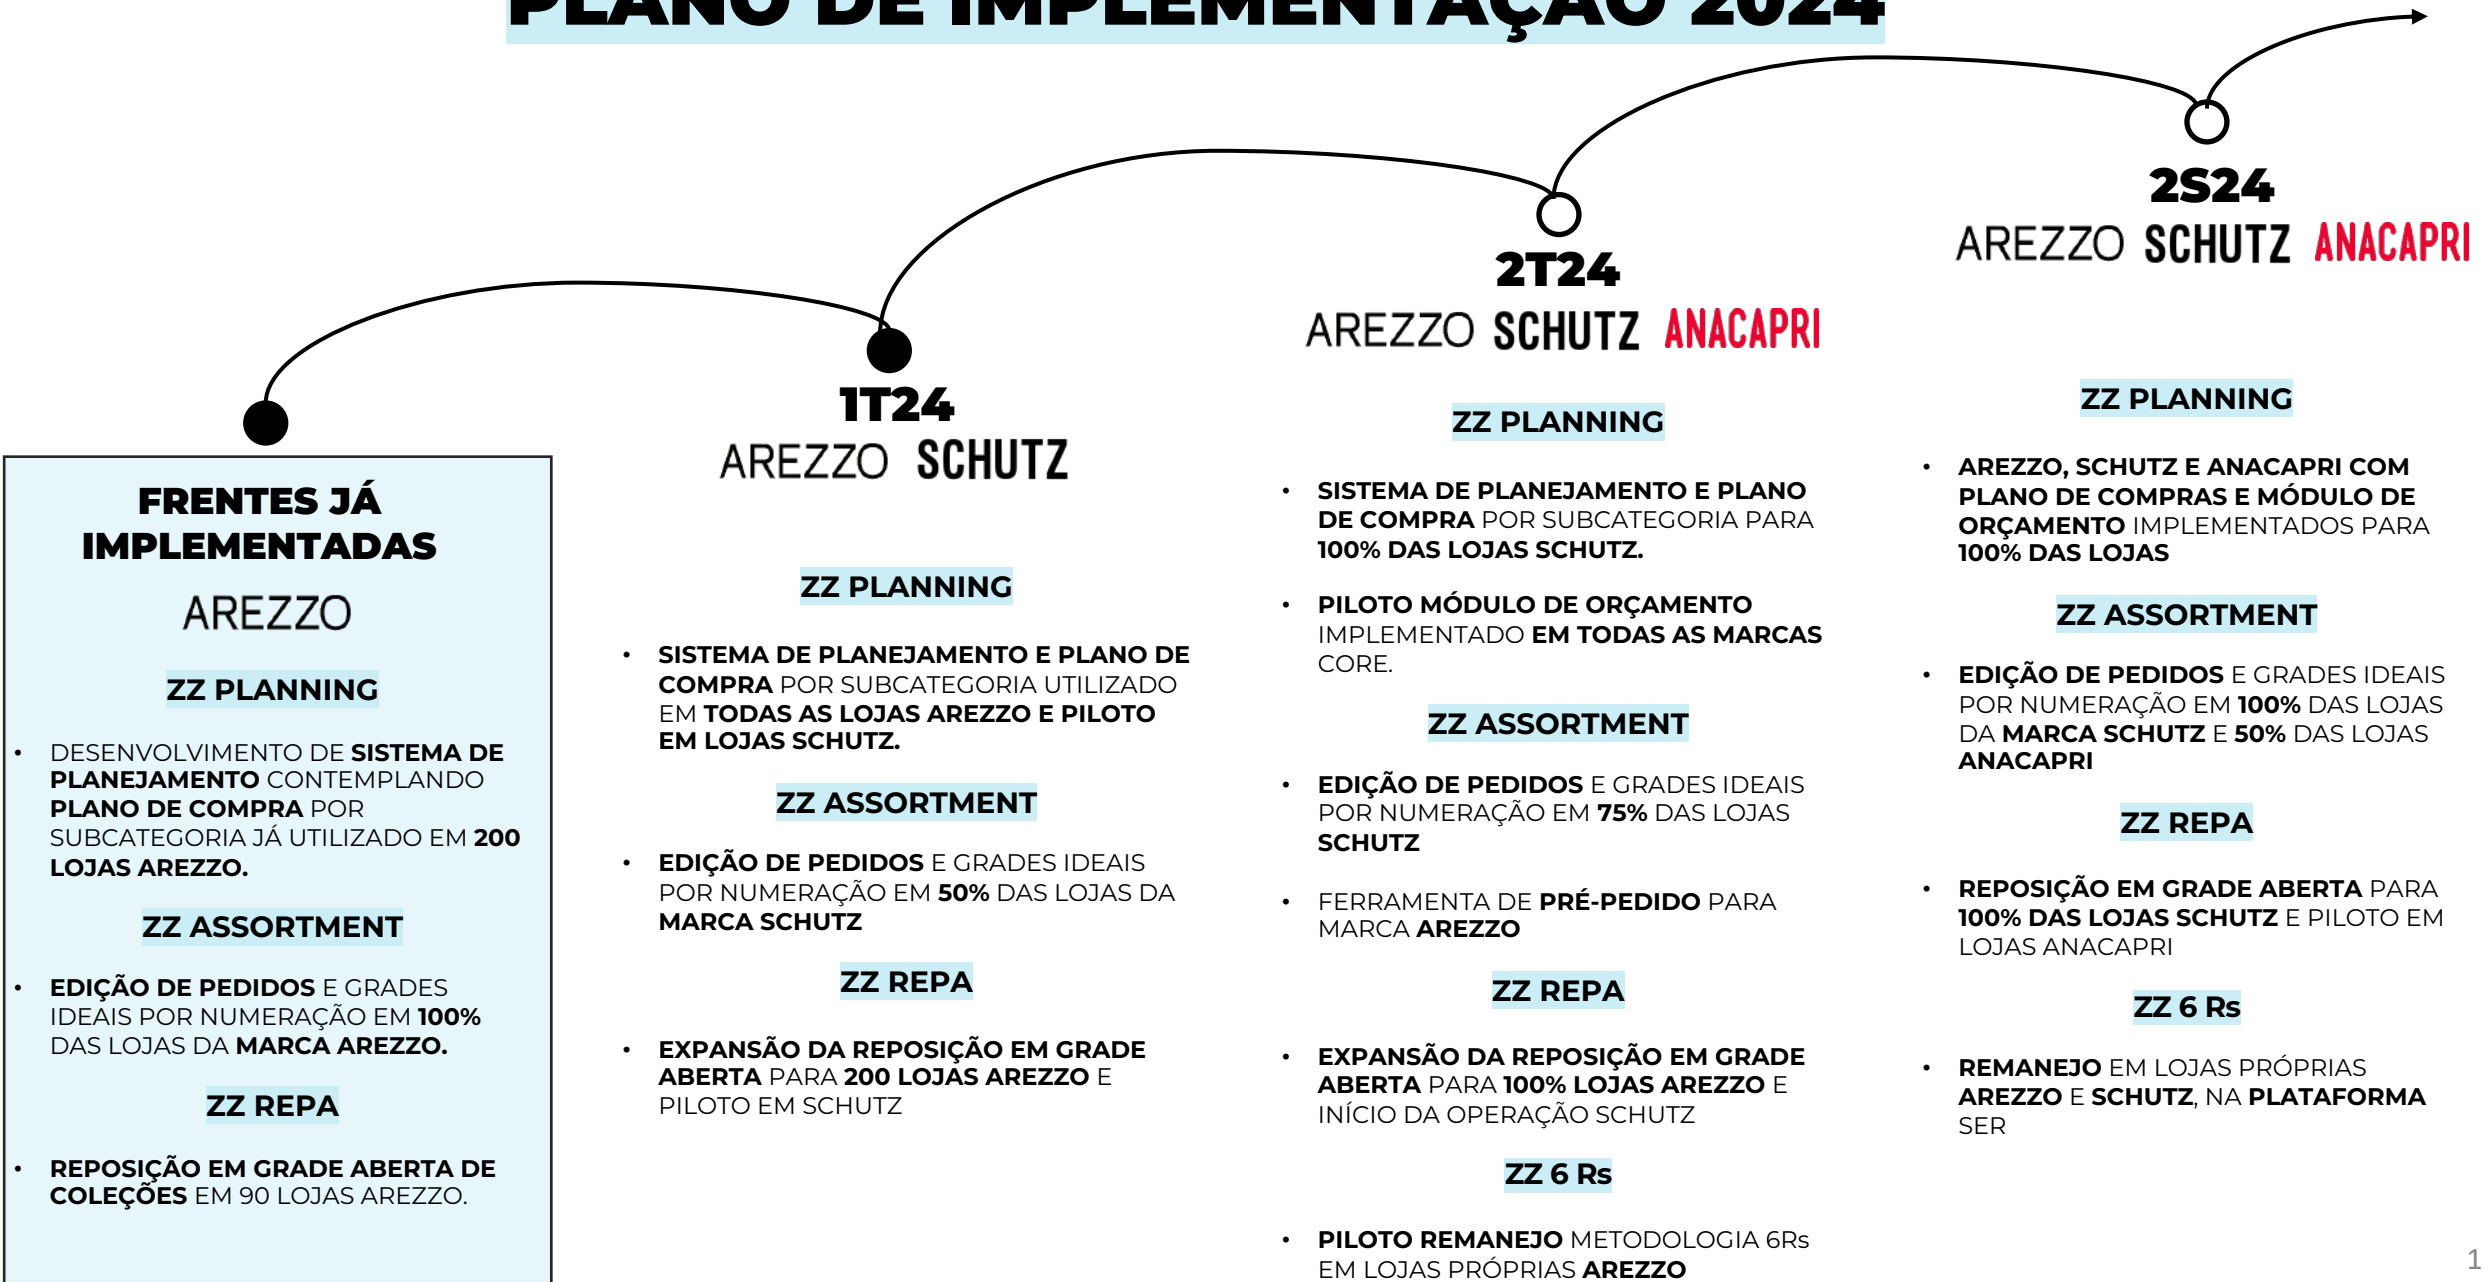 PLANO DE IMPLEMENTAÇÃO 2024
FRENTES JÁ
IMPLEMENTADAS
AREZZO
ZZ PLANNING
• DESENVOLVIMENTO DE SISTEMA DE
PLANEJAMENTO CONTEMPLANDO
PLANO DE COMPRA POR
SUBCATEGORIA JÁ UTILIZADO EM 200
LOJAS AREZZO.
ZZ ASSORTMENT
• EDIÇÃO DE PEDIDOS E GRADES
IDEAIS POR NUMERAÇÃO EM 100%
DAS LOJAS DA MARCA AREZZO.
ZZ REPA
• REPOSIÇÃO EM GRADE ABERTA DE
COLEÇÕES EM 90 LOJAS AREZZO.
1T24
AREZZO SCHUTZ
ZZ PLANNING
• SISTEMA DE PLANEJAMENTO E PLANO DE
COMPRA POR SUBCATEGORIA UTILIZADO
EM TODAS AS LOJAS AREZZO E PILOTO
EM LOJAS SCHUTZ.
ZZ ASSORTMENT
• EDIÇÃO DE PEDIDOS E GRADES IDEAIS
POR NUMERAÇÃO EM 50% DAS LOJAS DA
MARCA SCHUTZ
ZZ REPA
• EXPANSÃO DA REPOSIÇÃO EM GRADE
ABERTA PARA 200 LOJAS AREZZO E
PILOTO EM SCHUTZ
2T24
AREZZO SCHUTZ ANACAPRI
ZZ PLANNING
• SISTEMA DE PLANEJAMENTO E PLANO
DE COMPRA POR SUBCATEGORIA PARA
100% DAS LOJAS SCHUTZ.
• PILOTO MÓDULO DE ORÇAMENTO
IMPLEMENTADO EM TODAS AS MARCAS
CORE.
ZZ ASSORTMENT
• EDIÇÃO DE PEDIDOS E GRADES IDEAIS
POR NUMERAÇÃO EM 75% DAS LOJAS
SCHUTZ
• FERRAMENTA DE PRÉ-PEDIDO PARA
MARCA AREZZO
ZZ REPA
• EXPANSÃO DA REPOSIÇÃO EM GRADE
ABERTA PARA 100% LOJAS AREZZO E
INÍCIO DA OPERAÇÃO SCHUTZ
ZZ 6 Rs
• PILOTO REMANEJO METODOLOGIA 6Rs
EM LOJAS PRÓPRIAS AREZZO
2S24
AREZZO SCHUTZ ANACAPRI
ZZ PLANNING
• AREZZO, SCHUTZ E ANACAPRI COM
PLANO DE COMPRAS E MÓDULO DE
ORÇAMENTO IMPLEMENTADOS PARA
100% DAS LOJAS
ZZ ASSORTMENT
• EDIÇÃO DE PEDIDOS E GRADES IDEAIS
POR NUMERAÇÃO EM 100% DAS LOJAS
DA MARCA SCHUTZ E 50% DAS LOJAS
ANACAPRI
ZZ REPA
• REPOSIÇÃO EM GRADE ABERTA PARA
100% DAS LOJAS SCHUTZ E PILOTO EM
LOJAS ANACAPRI
ZZ 6 Rs
• REMANEJO EM LOJAS PRÓPRIAS
AREZZO E SCHUTZ, NA PLATAFORMA
SER
1